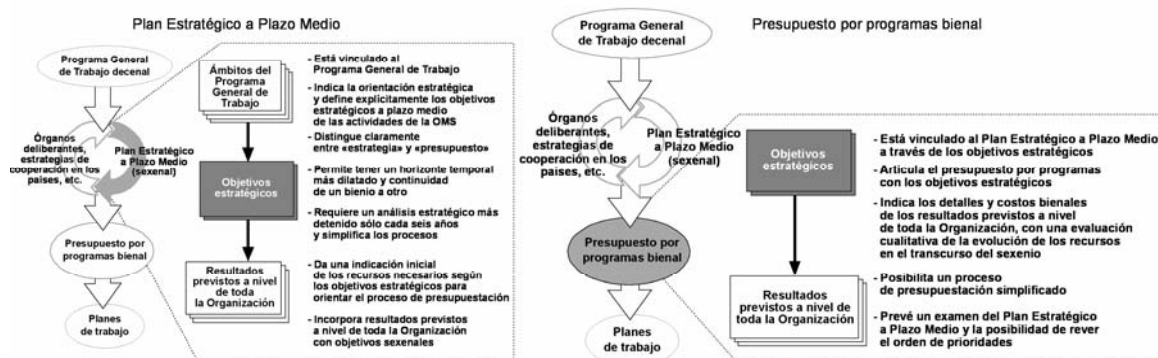 Plan Estratégico a Plazo Medio
Programa General
de Trabajo decenal
Órganos
deliberantes,
estrategias de
cooperación en los
países, etc.
Plan Estratégico
a Plazo Medio
(sexenal)
Presupuesto por
programas bienal
Planes
de trabajo
Ámbitos del
Programa
General de
Trabajo
Objetivos
estratégicos
Resultados
previstos a nivel
de toda
la Organización
- Está vinculado al
Programa General de Trabajo
- Indica la orientación estratégica
y define explícitamente los objetivos
estratégicos a plazo medio
de las actividades de la OMS
- Distingue claramente
entre «estrategia» y «presupuesto»
- Permite tener un horizonte temporal
más dilatado y continuidad
de un bienio a otro
- Requiere un análisis estratégico más
detenido sólo cada seis años
y simplifica los procesos
- Da una indicación inicial
de los recursos necesarios según
los objetivos estratégicos para
orientar el proceso de presupuestación
- Incorpora resultados previstos
a nivel de toda la Organización
con objetivos sexenales
Presupuesto por programas bienal
Programa General
de Trabajo decenal
Órganos
deliberantes,
estrategias de
cooperación en los
países, etc.
Plan Estratégico
a Plazo Medio
(sexenal)
Presupuesto por
programas bienal
Planes
de trabajo
Objetivos
estratégicos
Resultados
previstos a nivel de
toda la Organización
- Está vinculado al Plan Estratégico a Plazo Medio
a través de los objetivos estratégicos
- Articula el presupuesto por programas
con los objetivos estratégicos
- Indica los detalles y costos bienales
de los resultados previstos a nivel
de toda la Organización, con una evaluación
cualitativa de la evolución de los recursos
en el transcurso del sexenio
- Posibilita un proceso
de presupuestación simplificado
- Prevé un examen del Plan Estratégico
a Plazo Medio y la posibilidad de rever
el orden de prioridades